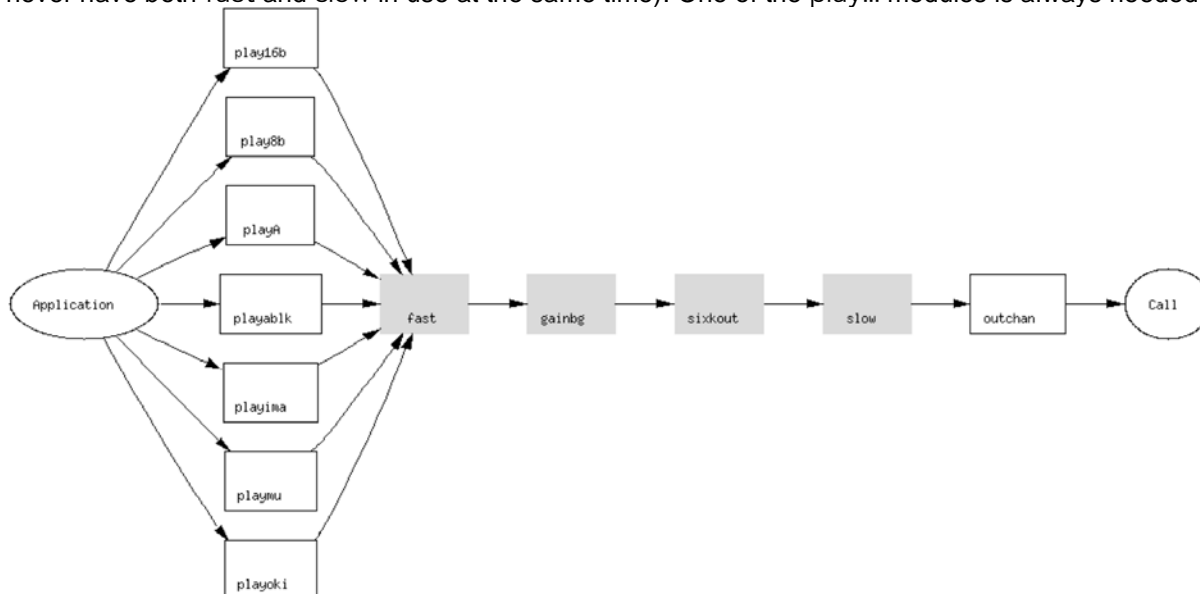 never have both fast and slow in use at the same time). One of the play... modules is always needed
play16b
play8b
playA
Application
playablk
fast
gainbg
sixkout
slow
outchan
Call
playima
playmu
playoki